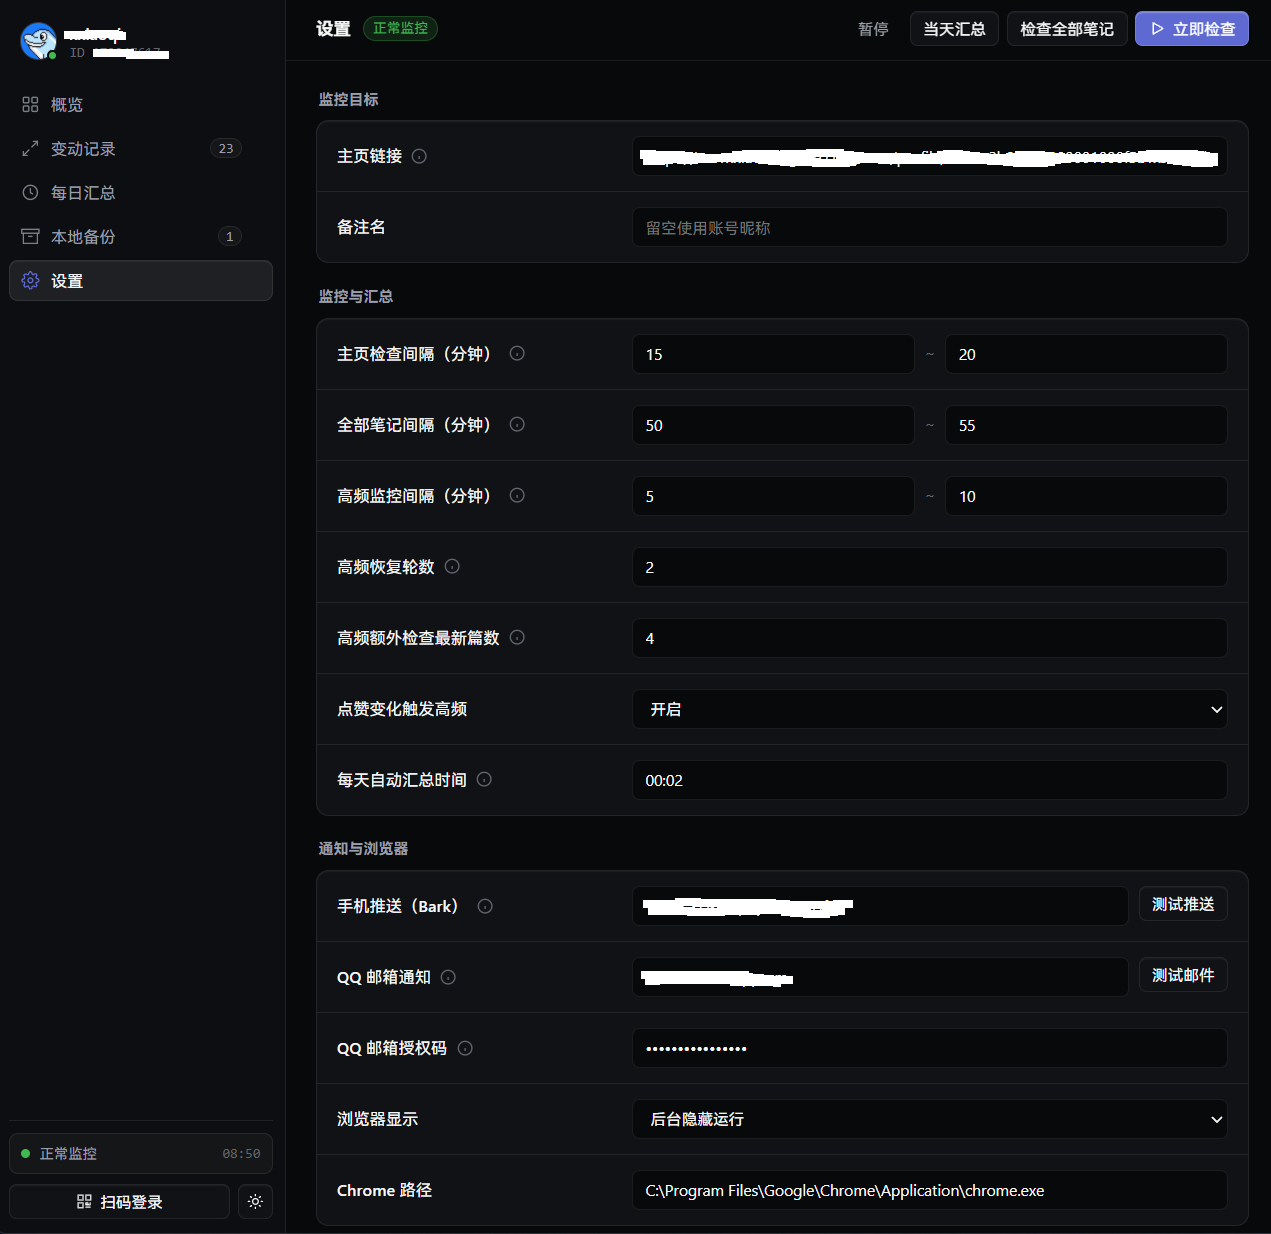 设置
正常监控
暂停
当天汇总
检查全部笔记
立即检查
ID
概览
变动记录
23
每日汇总
本地备份
1
设置
监控目标
主页链接
备注名
留空使用账号昵称
监控与汇总
主页检查间隔（分钟）
15 ~ 20
全部笔记间隔（分钟）
50 ~ 55
高频监控间隔（分钟）
5 ~ 10
高频恢复轮数
2
高频额外检查最新篇数
4
点赞变化触发高频
开启
每天自动汇总时间
00:02
通知与浏览器
手机推送（Bark）
测试推送
QQ 邮箱通知
测试邮件
QQ 邮箱授权码
••••••••••••••••
浏览器显示
后台隐藏运行
Chrome 路径
C:\Program Files\Google\Chrome\Application\chrome.exe
正常监控
08:50
扫码登录